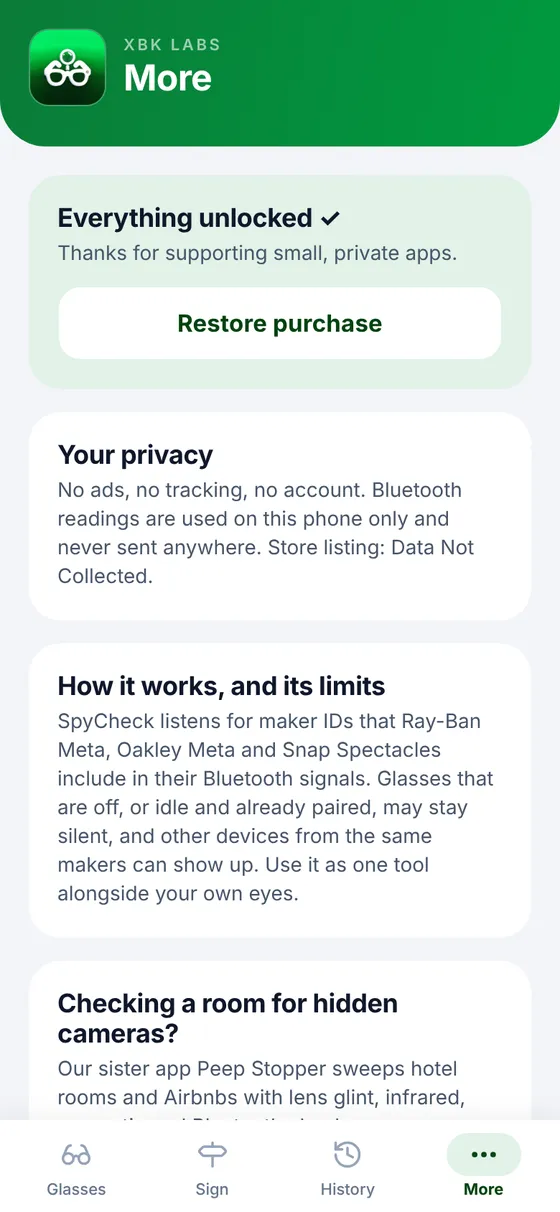 XBK LABS
More
Everything unlocked ✓
Thanks for supporting small, private apps.
Restore purchase
Your privacy
No ads, no tracking, no account. Bluetooth
readings are used on this phone only and
never sent anywhere. Store listing: Data Not
Collected.
How it works, and its limits
SpyCheck listens for maker IDs that Ray-Ban
Meta, Oakley Meta and Snap Spectacles
include in their Bluetooth signals. Glasses that
are off, or idle and already paired, may stay
silent, and other devices from the same
makers can show up. Use it as one tool
alongside your own eyes.
Checking a room for hidden
cameras?
Our sister app Peep Stopper sweeps hotel
rooms and Airbnbs with lens glint, infrared,
Glasses
Sign
History
More